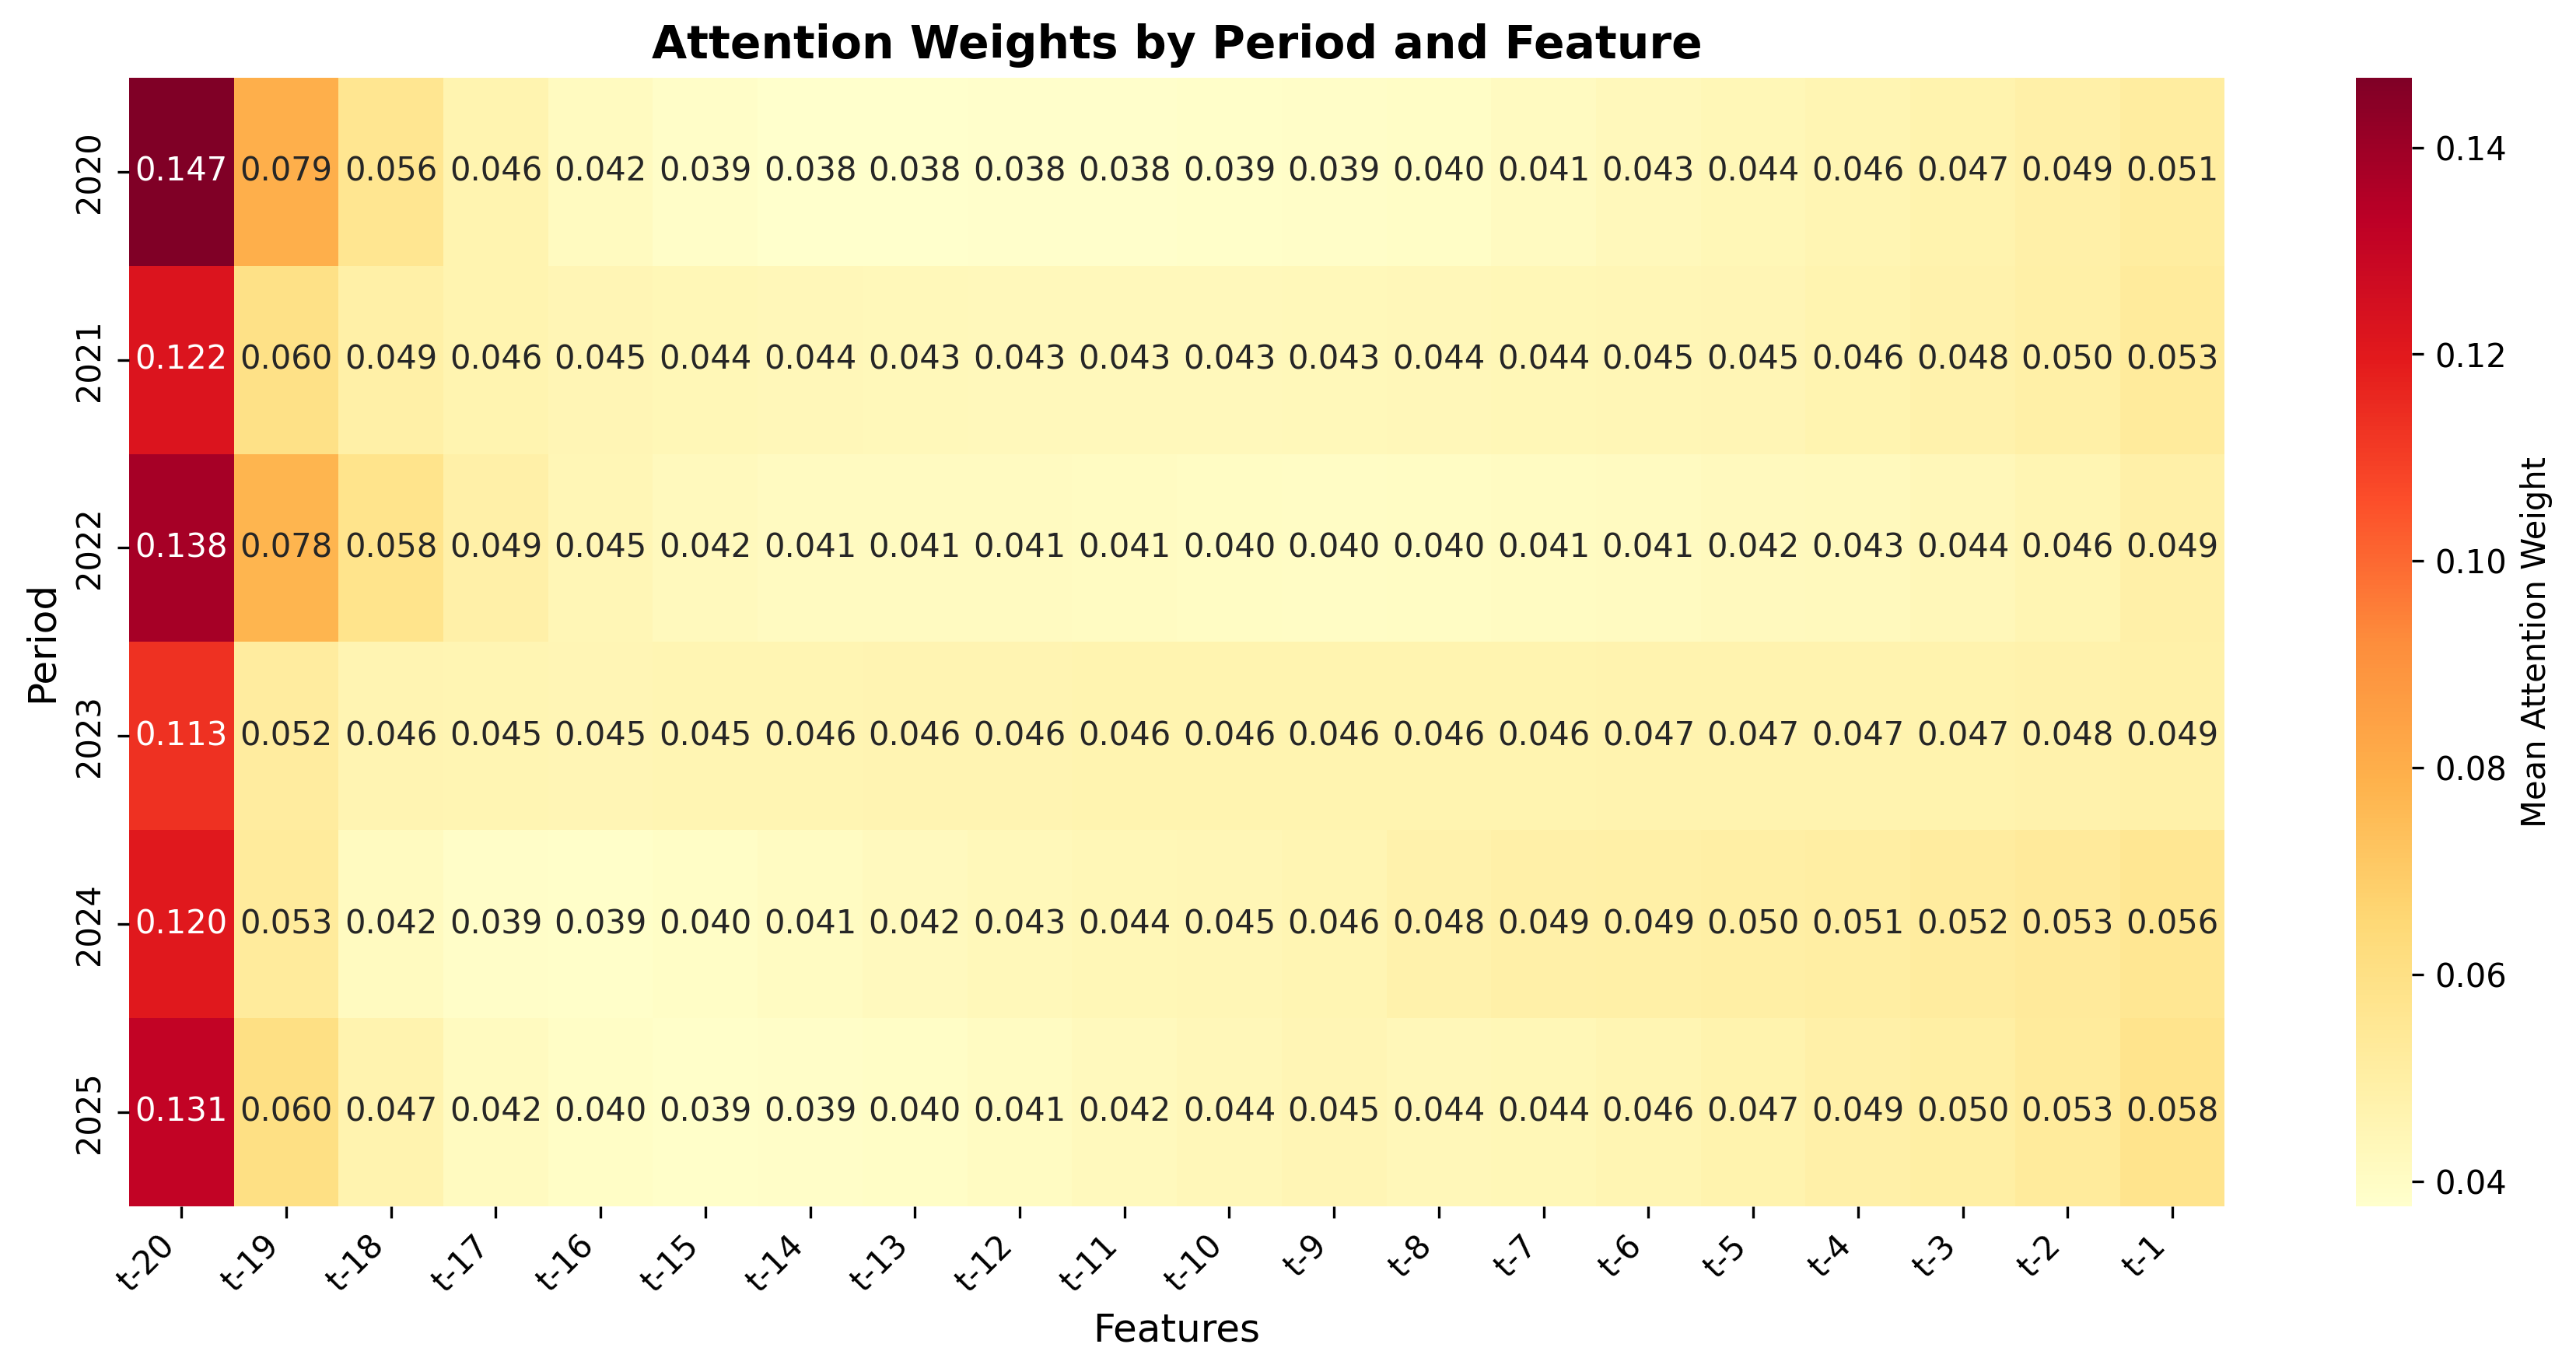 Attention Weights by Period and Feature
2020 0.147 0.079 0.056 0.046 0.042 0.039 0.038 0.038 0.038 0.038 0.039 0.039 0.040 0.041 0.043 0.044 0.046 0.047 0.049 0.051
2021 0.122 0.060 0.049 0.046 0.045 0.044 0.044 0.043 0.043 0.043 0.043 0.043 0.044 0.044 0.045 0.045 0.046 0.048 0.050 0.053
2022 0.138 0.078 0.058 0.049 0.045 0.042 0.041 0.041 0.041 0.041 0.040 0.040 0.040 0.041 0.041 0.042 0.043 0.044 0.046 0.049
2023 0.113 0.052 0.046 0.045 0.045 0.045 0.046 0.046 0.046 0.046 0.046 0.046 0.046 0.046 0.047 0.047 0.047 0.047 0.048 0.049
2024 0.120 0.053 0.042 0.039 0.039 0.040 0.041 0.042 0.043 0.044 0.045 0.046 0.048 0.049 0.049 0.050 0.051 0.052 0.053 0.056
2025 0.131 0.060 0.047 0.042 0.040 0.039 0.039 0.040 0.041 0.042 0.044 0.045 0.044 0.044 0.046 0.047 0.049 0.050 0.053 0.058
Period
t-20 t-19 t-18 t-17 t-16 t-15 t-14 t-13 t-12 t-11 t-10 t-9 t-8 t-7 t-6 t-5 t-4 t-3 t-2 t-1
Features
0.14
0.12
0.10
0.08
0.06
0.04
Mean Attention Weight